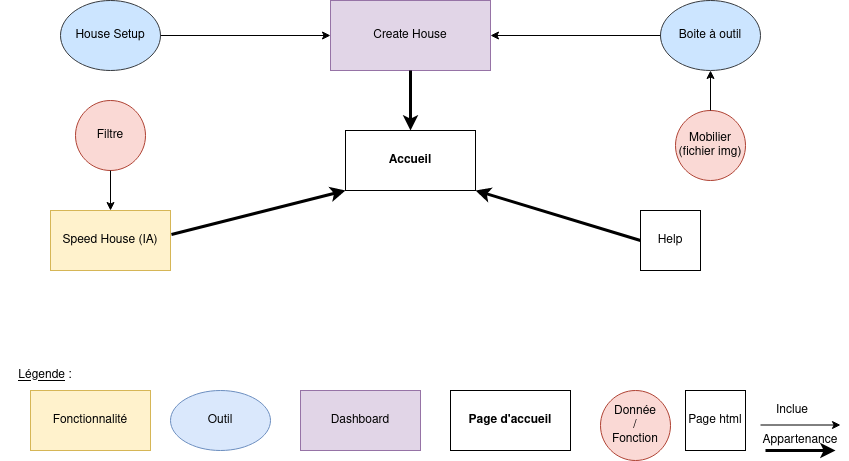 House Setup
Create House
Boite à outil
Filtre
Mobilier
(fichier img)
Accueil
Speed House (IA)
Help
Légende :
Fonctionnalité
Outil
Dashboard
Page d'accueil
Donnée
/
Fonction
Page html
Inclue
Appartenance